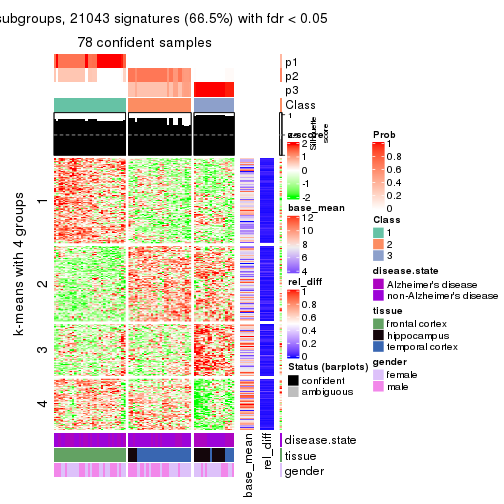 subgroups, 21043 signatures (66.5%) with fdr < 0.05
78 confident samples
p1
p2
p3
Class
1
Silhouette
score
z-score
2
1
0
-1
-2
base_mean
12
10
8
6
4
rel_diff
1
0.8
0.6
0.4
0.2
0
Status (barplots)
confident
ambiguous
Prob
1
0.8
0.6
0.4
0.2
0
Class
1
2
3
disease.state
Alzheimer's disease
non-Alzheimer's disease
tissue
frontal cortex
hippocampus
temporal cortex
gender
female
male
k-means with 4 groups
1
2
3
4
base_mean
rel_diff
disease.state
tissue
gender